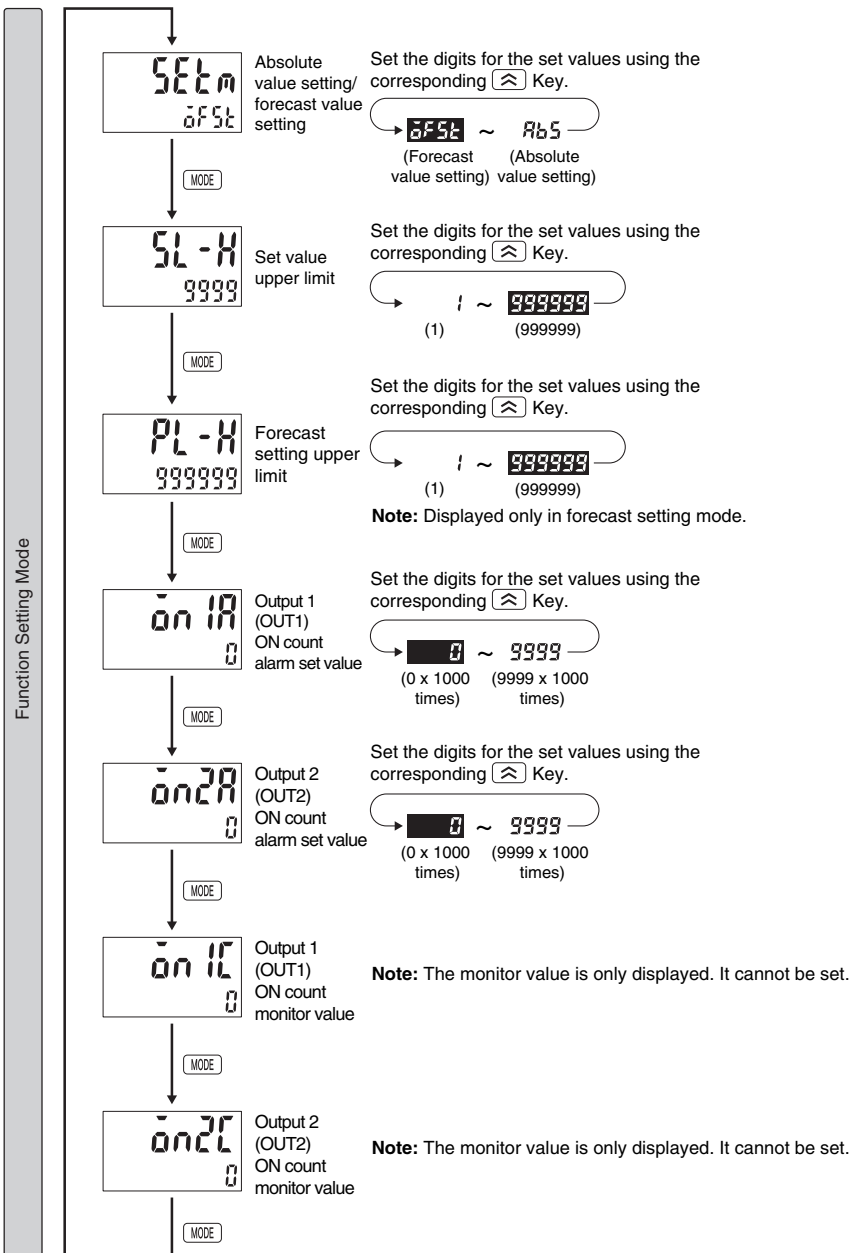 Function Setting Mode
SEtm
oFSt
Absolute
value setting/
forecast value
setting
Set the digits for the set values using the
corresponding Key.
oFSt ~ AbS
(Forecast
value setting)
(Absolute
value setting)
MODE
SL-H
9999
Set value
upper limit
Set the digits for the set values using the
corresponding Key.
1 ~ 999999
(1) (999999)
MODE
PL-H
999999
Forecast
setting upper
limit
Set the digits for the set values using the
corresponding Key.
1 ~ 999999
(1) (999999)
Note: Displayed only in forecast setting mode.
MODE
on1A
0
Output 1
(OUT1)
ON count
alarm set value
Set the digits for the set values using the
corresponding Key.
0 ~ 9999
(0 x 1000
times)
(9999 x 1000
times)
MODE
on2A
0
Output 2
(OUT2)
ON count
alarm set value
Set the digits for the set values using the
corresponding Key.
0 ~ 9999
(0 x 1000
times)
(9999 x 1000
times)
MODE
on1C
0
Output 1
(OUT1)
ON count
monitor value
Note: The monitor value is only displayed. It cannot be set.
MODE
on2C
0
Output 2
(OUT2)
ON count
monitor value
Note: The monitor value is only displayed. It cannot be set.
MODE